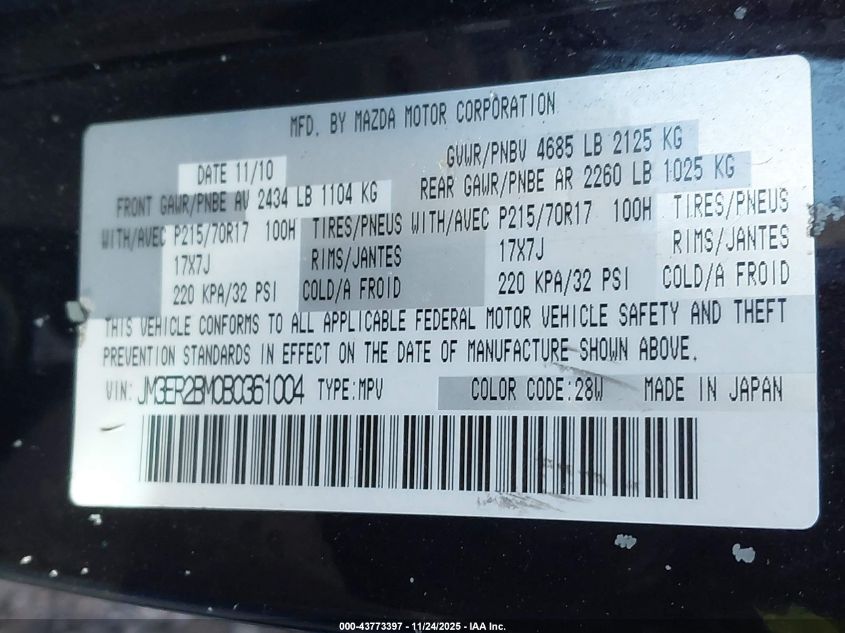 MFD. BY MAZDA MOTOR CORPORATION
DATE 11/10 GVWR/PNBV 4685 LB 2125 KG
FRONT GAWR/PNBE AV 2434 LB 1104 KG REAR GAWR/PNBE AR 2260 LB 1025 KG
WITH/AVEC P215/70R17 100H TIRES/PNEUS WITH/AVEC P215/70R17 100H TIRES/PNEUS
17X7J RIMS/JANTES 17X7J RIMS/JANTES
220 KPA/32 PSI COLD/A FROID 220 KPA/32 PSI COLD/A FROID
THIS VEHICLE CONFORMS TO ALL APPLICABLE FEDERAL MOTOR VEHICLE SAFETY AND THEFT
PREVENTION STANDARDS IN EFFECT ON THE DATE OF MANUFACTURE SHOWN ABOVE.
VIN: JM3ER2BM0B0361004 TYPE:MPV COLOR CODE:28W MADE IN JAPAN
000-43773397 - 11/24/2025 - IAA Inc.